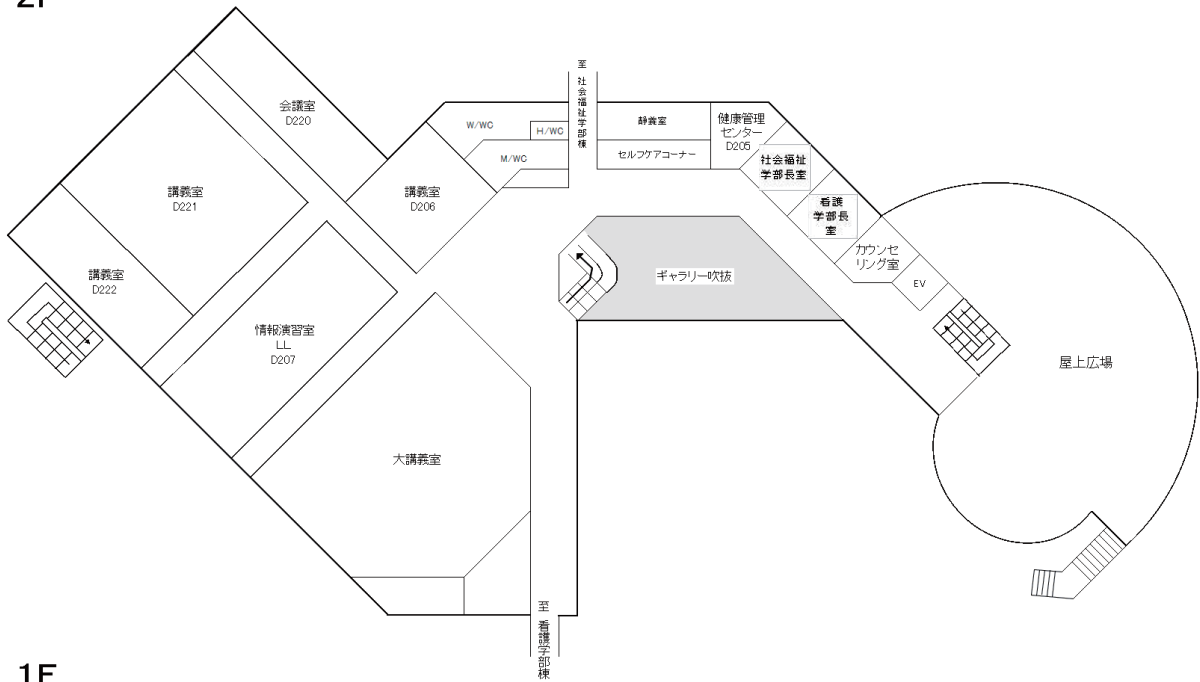 2F
至
社
会
福
祉
学
部
棟
会議室
D220
W/WC
H/WC
M/WC
静養室
セルフケアコーナー
健康管理
センター
D205
社会福祉
学部長室
講義室
D221
講義室
D206
看護
学部長
室
カウンセ
リング室
EV
講義室
D222
ギャラリー吹抜
情報演習室
LL
D207
屋上広場
大講義室
至
看
護
学
部
棟
1F